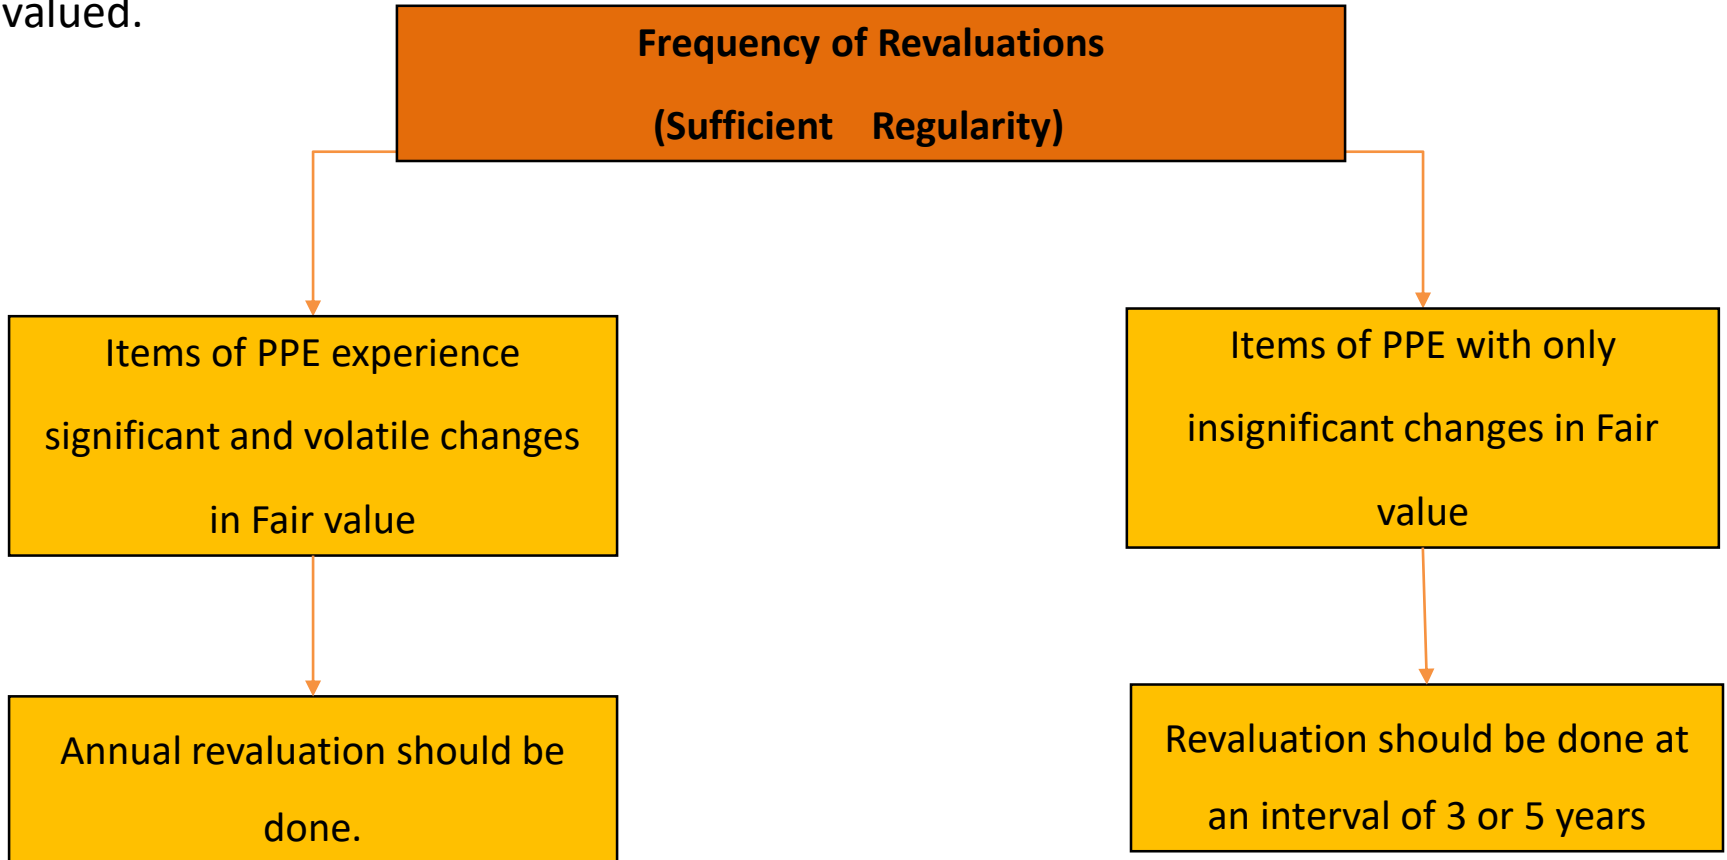 valued.
Frequency of Revaluations
(Sufficient Regularity)
Items of PPE experience
significant and volatile changes
in Fair value
Items of PPE with only
insignificant changes in Fair
value
Annual revaluation should be
done.
Revaluation should be done at
an interval of 3 or 5 years